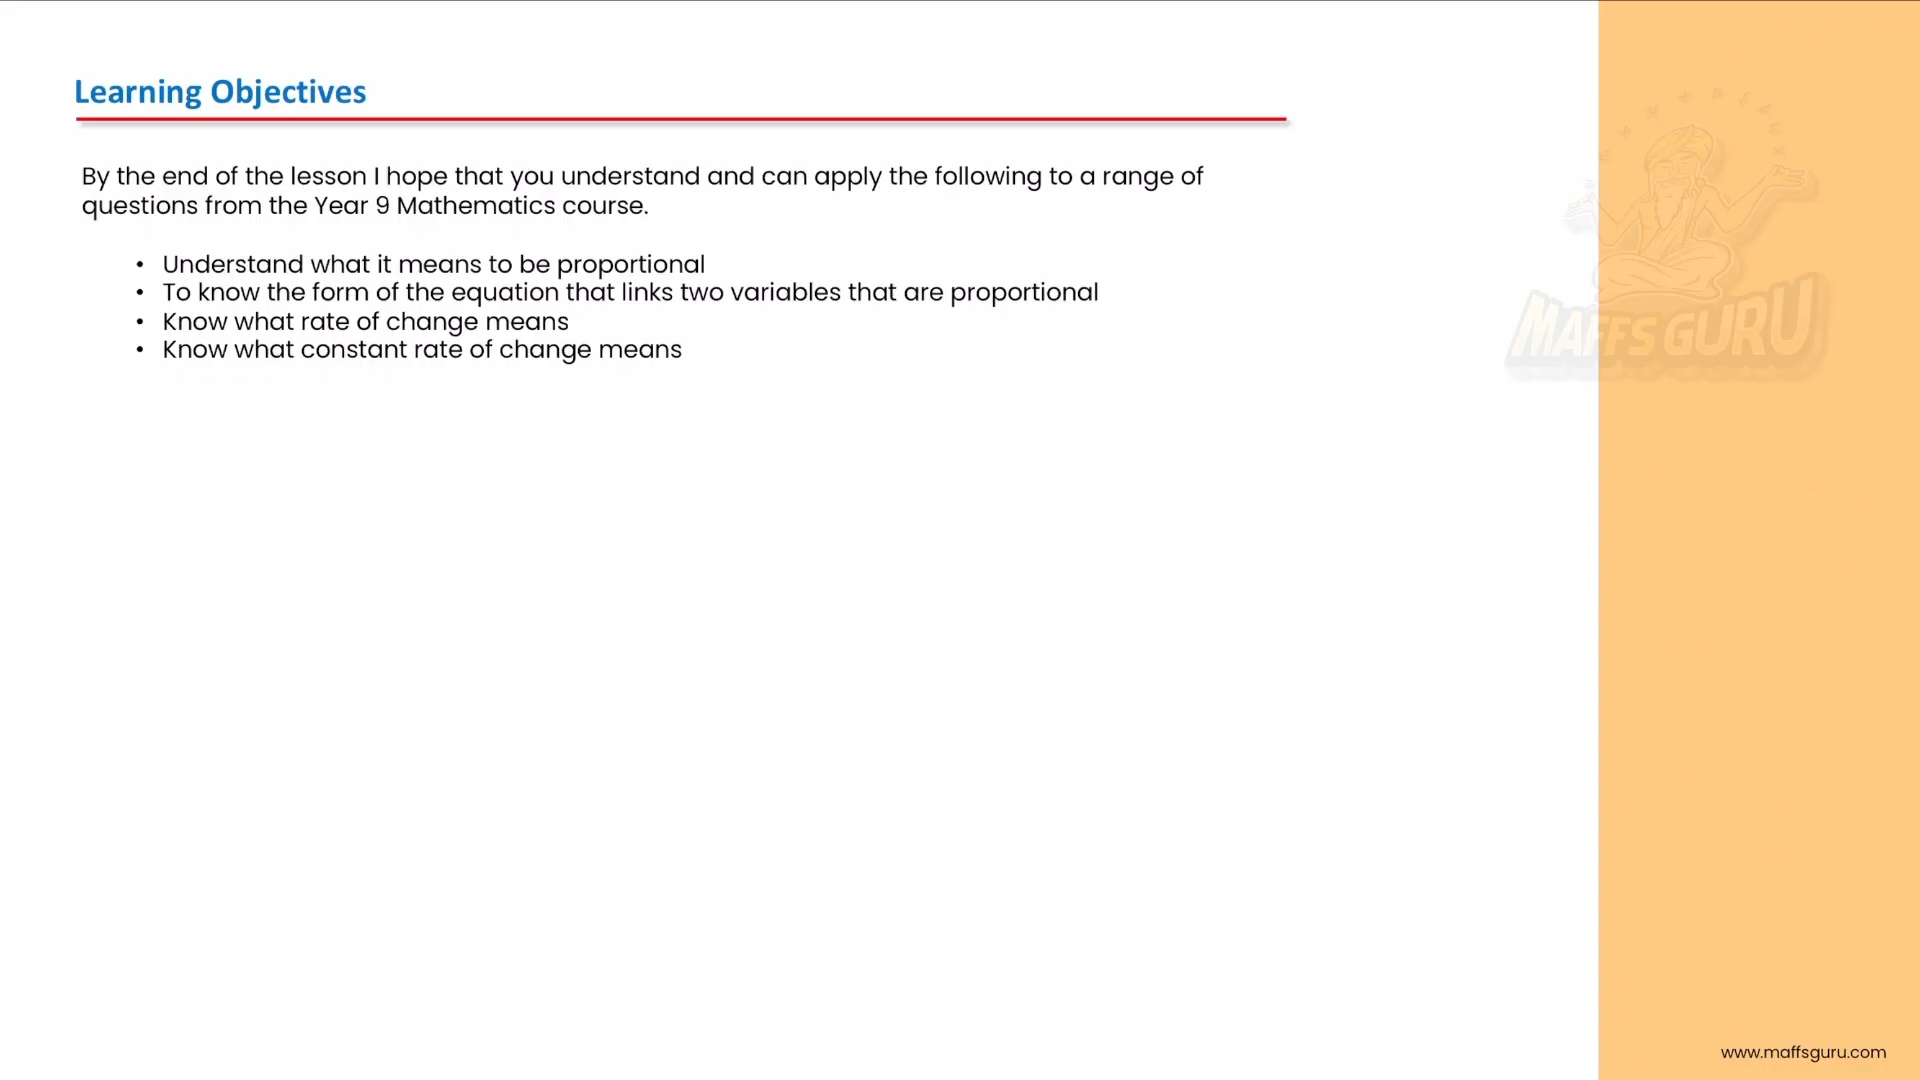 Learning Objectives
By the end of the lesson I hope that you understand and can apply the following to a range of
questions from the Year 9 Mathematics course.
• Understand what it means to be proportional
• To know the form of the equation that links two variables that are proportional
• Know what rate of change means
• Know what constant rate of change means
MAFFS GURU
www.maffsguru.com